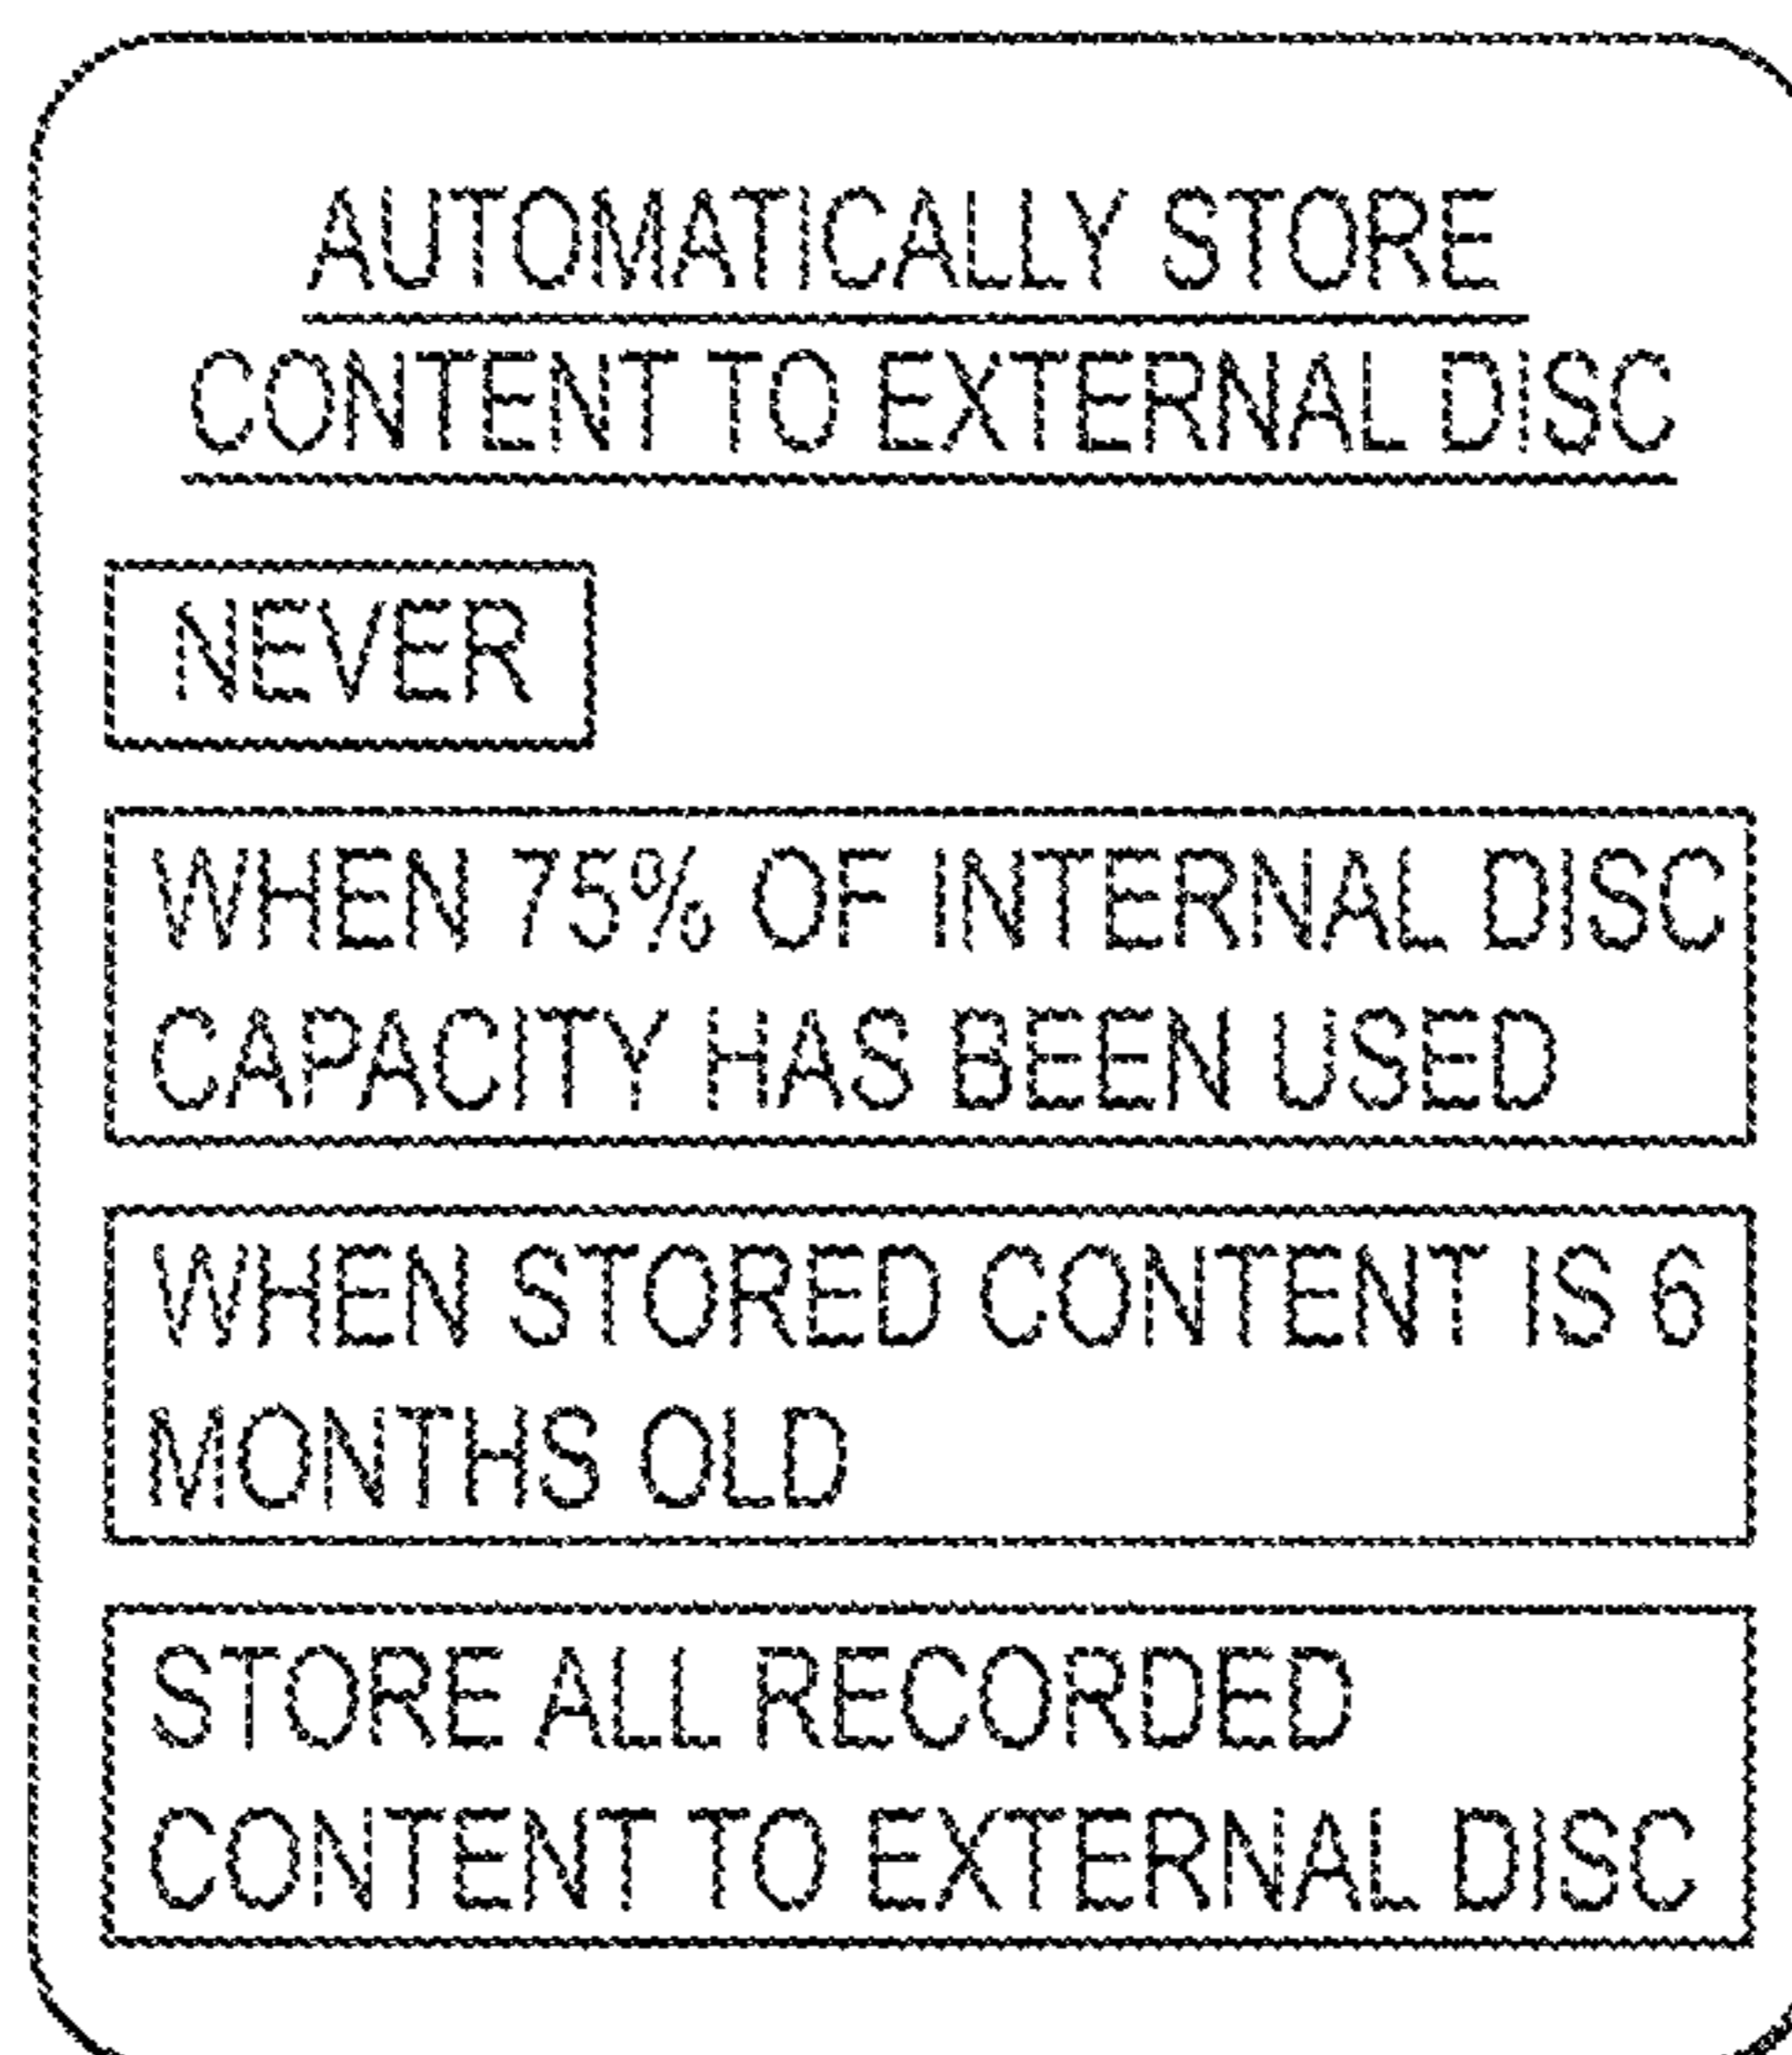 AUTOMATICALLY STORE
CONTENT TO EXTERNAL DISC
NEVER
WHEN 75% OF INTERNAL DISC
CAPACITY HAS BEEN USED
WHEN STORED CONTENT IS 6
MONTHS OLD
STORE ALL RECORDED
CONTENT TO EXTERNAL DISC